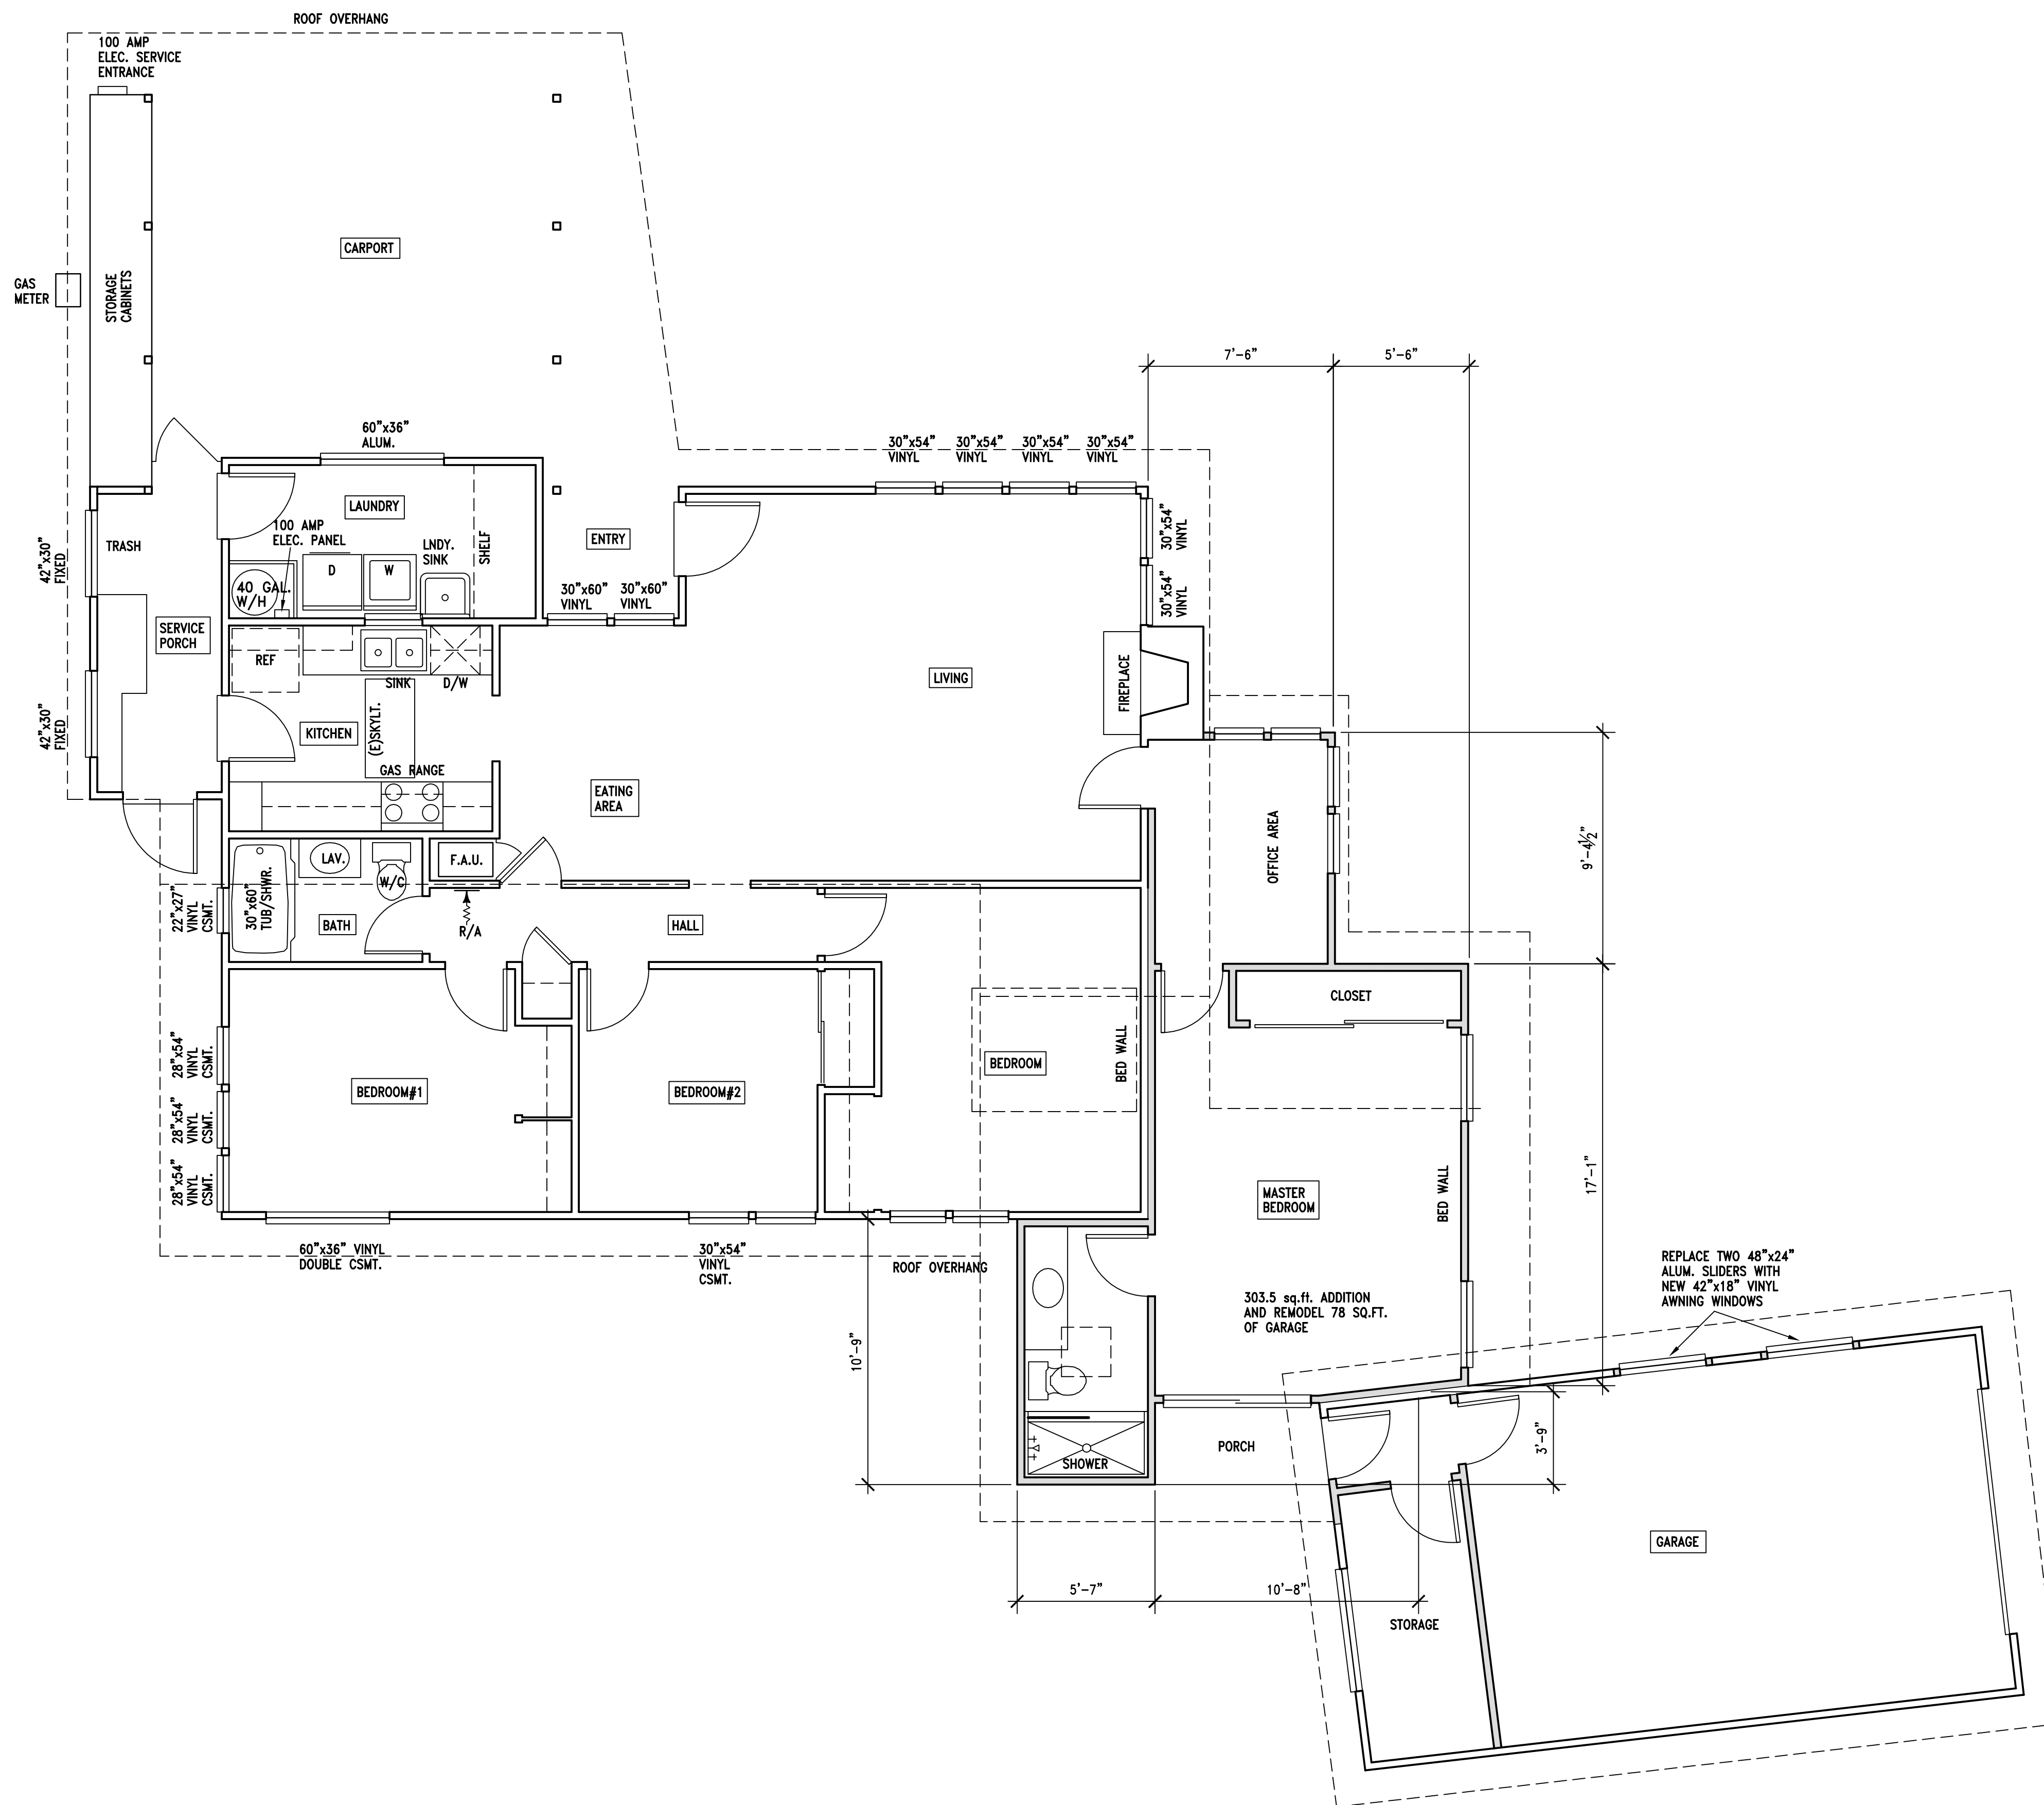 ROOF OVERHANG
100 AMP
ELEC. SERVICE
ENTRANCE
CARPORT
GAS
METER
STORAGE
CABINETS
7'-6"
5'-6"
60"x36"
ALUM.
30"x54"
VINYL
30"x54"
VINYL
30"x54"
VINYL
30"x54"
VINYL
LAUNDRY
100 AMP
ELEC. PANEL
LNDY.
SINK
SHELF
ENTRY
30"x54"
VINYL
30"x54"
VINYL
TRASH
42"x30"
FIXED
D
W
40 GAL.
W/H
30"x60"
VINYL
30"x60"
VINYL
SERVICE
PORCH
REF
SINK
D/W
LIVING
FIREPLACE
42"x30"
FIXED
KITCHEN
(E)SKYLT.
GAS RANGE
EATING
AREA
OFFICE AREA
9'-4½"
LAV.
W/C
F.A.U.
30"x60"
TUB/SHWR.
22"x27"
VINYL
CSMT.
BATH
R/A
HALL
CLOSET
28"x54"
VINYL
CSMT.
28"x54"
VINYL
CSMT.
28"x54"
VINYL
CSMT.
BEDROOM#1
BEDROOM#2
BEDROOM
BED WALL
MASTER
BEDROOM
BED WALL
17'-1"
60"x36" VINYL
DOUBLE CSMT.
30"x54"
VINYL
CSMT.
ROOF OVERHANG
303.5 sq.ft. ADDITION
AND REMODEL 78 SQ.FT.
OF GARAGE
REPLACE TWO 48"x24"
ALUM. SLIDERS WITH
NEW 42"x18" VINYL
AWNING WINDOWS
10'-9"
3'-9"
PORCH
SHOWER
GARAGE
5'-7"
10'-8"
STORAGE